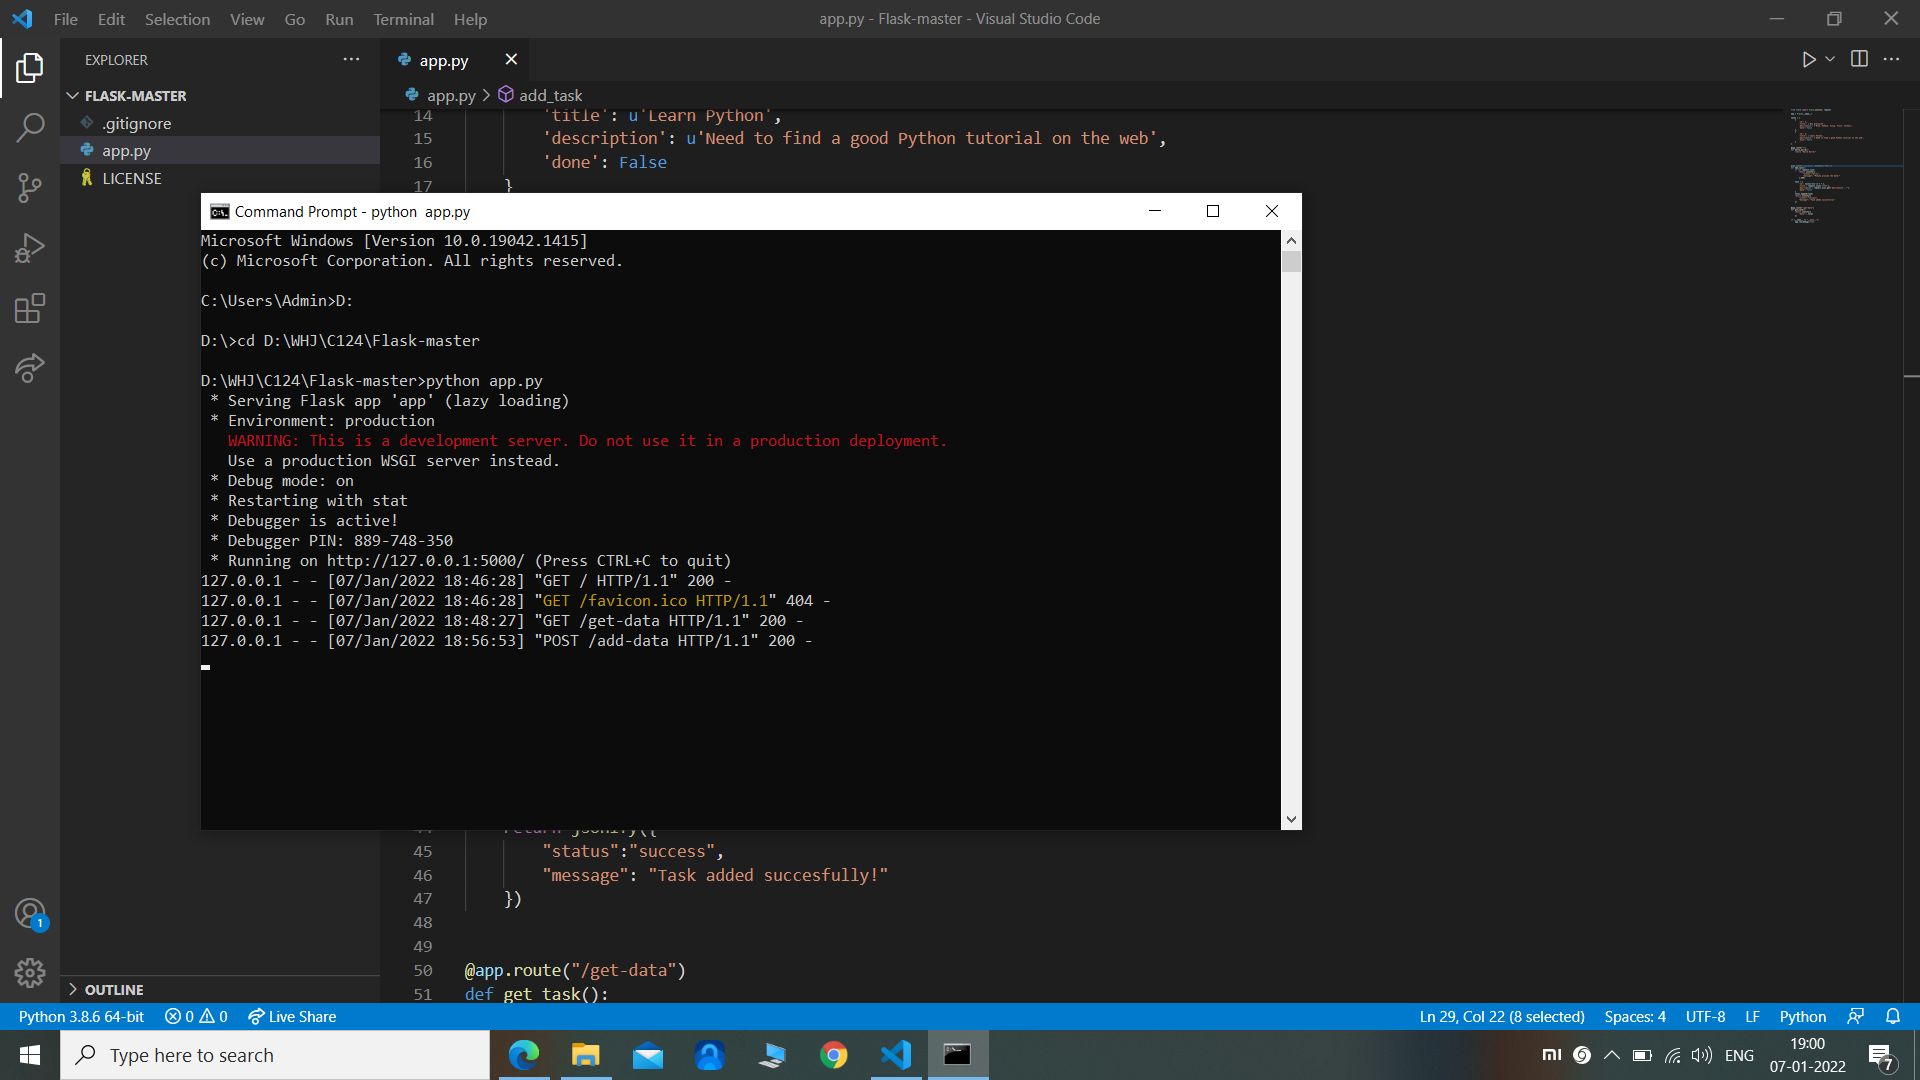 File Edit Selection View Go Run Terminal Help
app.py - Flask-master - Visual Studio Code
EXPLORER
FLASK-MASTER
.gitignore
app.py
LICENSE
OUTLINE
app.py
app.py > add_task
14 'title': u'Learn Python',
15 'description': u'Need to find a good Python tutorial on the web',
16 'done': False
17 }
Command Prompt - python  app.py
Microsoft Windows [Version 10.0.19042.1415]
(c) Microsoft Corporation. All rights reserved.
C:\Users\Admin>D:
D:\>cd D:\WHJ\C124\Flask-master
D:\WHJ\C124\Flask-master>python app.py
* Serving Flask app 'app' (lazy loading)
* Environment: production
WARNING: This is a development server. Do not use it in a production deployment.
Use a production WSGI server instead.
* Debug mode: on
* Restarting with stat
* Debugger is active!
* Debugger PIN: 889-748-350
* Running on http://127.0.0.1:5000/ (Press CTRL+C to quit)
127.0.0.1 - - [07/Jan/2022 18:46:28] "GET / HTTP/1.1" 200 -
127.0.0.1 - - [07/Jan/2022 18:46:28] "GET /favicon.ico HTTP/1.1" 404 -
127.0.0.1 - - [07/Jan/2022 18:48:27] "GET /get-data HTTP/1.1" 200 -
127.0.0.1 - - [07/Jan/2022 18:56:53] "POST /add-data HTTP/1.1" 200 -
44 return jsonify({
45 "status":"success",
46 "message": "Task added succesfully!"
47 })
48
49
50 @app.route("/get-data")
51 def get_task():
1
Python 3.8.6 64-bit 0 0 Live Share
Ln 29, Col 22 (8 selected) Spaces: 4 UTF-8 LF Python
Type here to search
mi ENG
19:00
07-01-2022
7